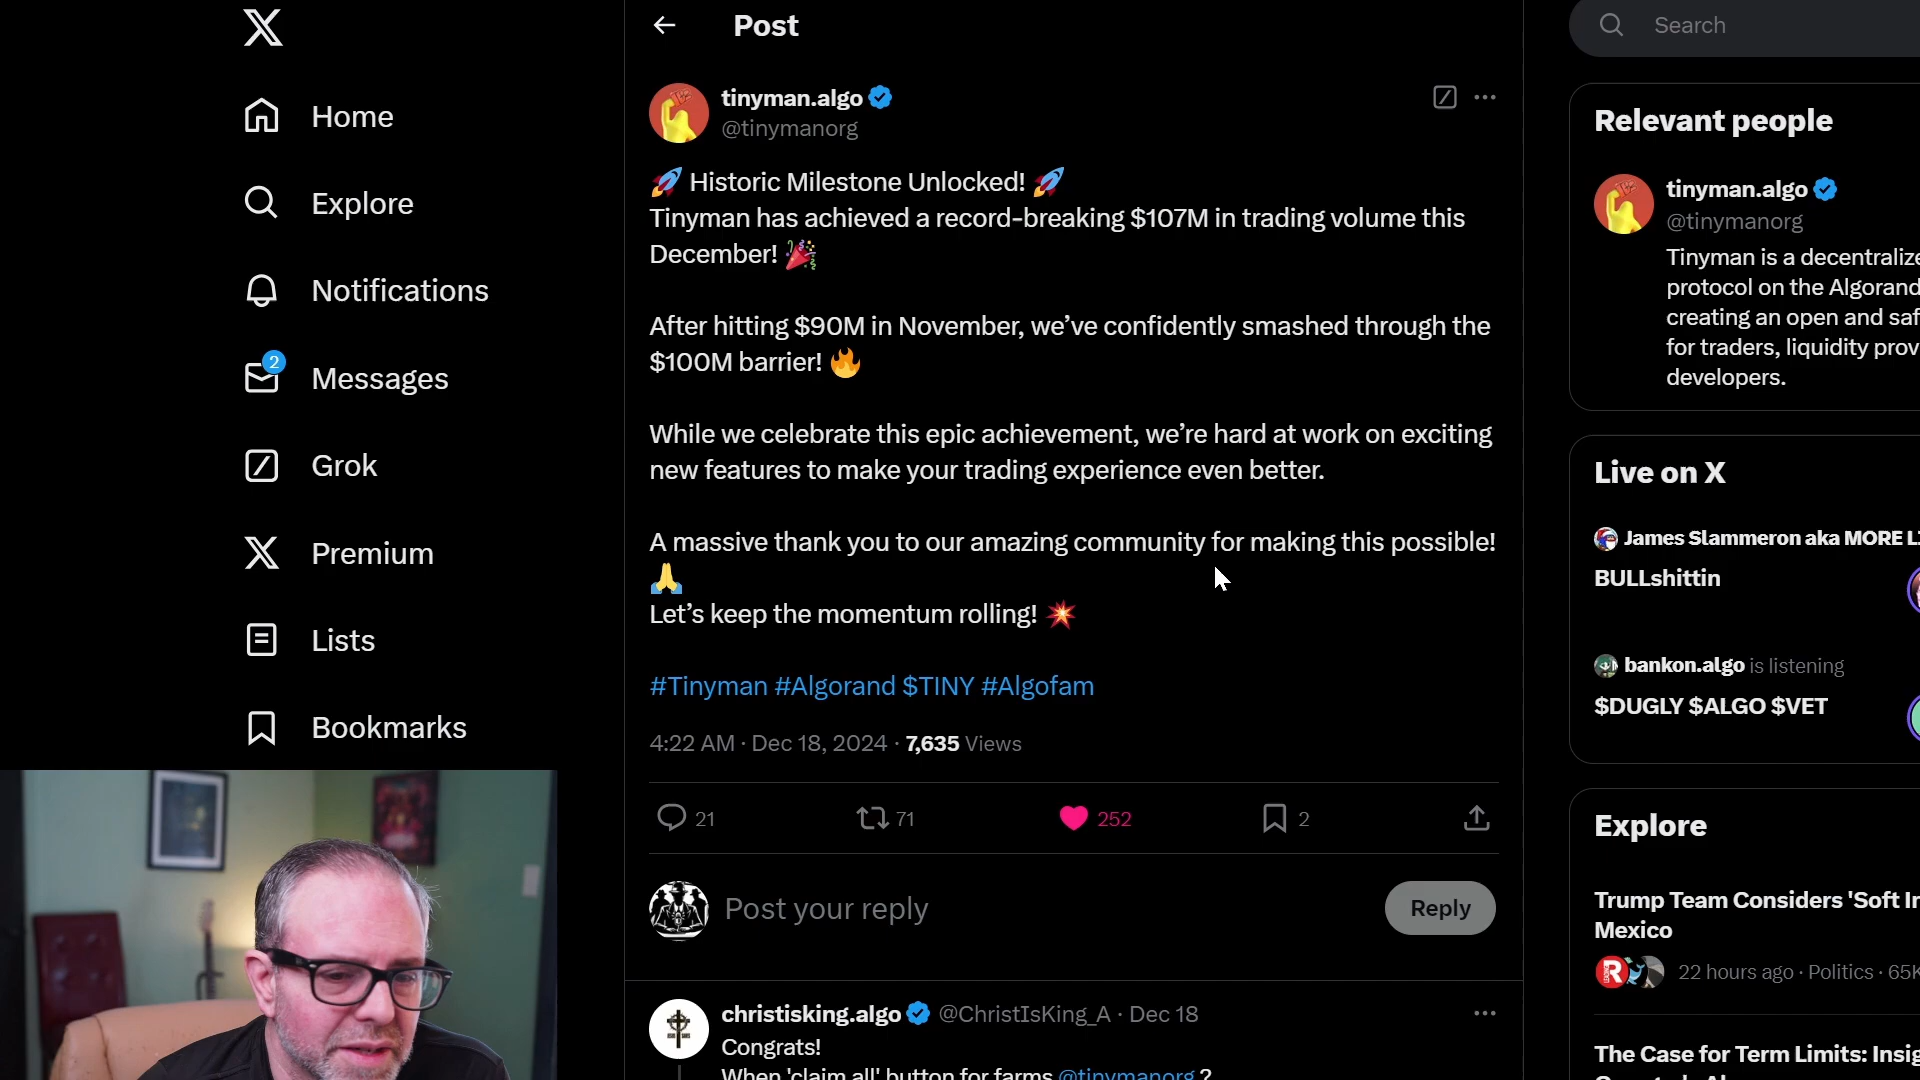 Home
Explore
Notifications
2
Messages
Grok
Premium
Lists
Bookmarks
Post
tinyman.algo
@tinymanorg
🚀 Historic Milestone Unlocked! 🚀
Tinyman has achieved a record-breaking $107M in trading volume this
December! 🎉
After hitting $90M in November, we’ve confidently smashed through the
$100M barrier! 🔥
While we celebrate this epic achievement, we’re hard at work on exciting
new features to make your trading experience even better.
A massive thank you to our amazing community for making this possible!
🙏
Let’s keep the momentum rolling! 💥
#Tinyman #Algorand $TINY #Algofam
4:22 AM · Dec 18, 2024 · 7,635 Views
21 71 252 2
Post your reply
Reply
christisking.algo @ChristIsKing_A · Dec 18
Congrats!
When 'claim all' button for farms @tinymanorg ?
Search
Relevant people
tinyman.algo
@tinymanorg
Tinyman is a
protocol on the Algorand
creating an open and
for traders, liquidity
developers.
Live on X
James Slammeron aka MORE
BULLshittin
bankon.algo is listening
$DUGLY $ALGO $VET
Explore
Trump Team Considers 'Soft
Mexico
22 hours ago · Politics ·
The Case for Term Limits: